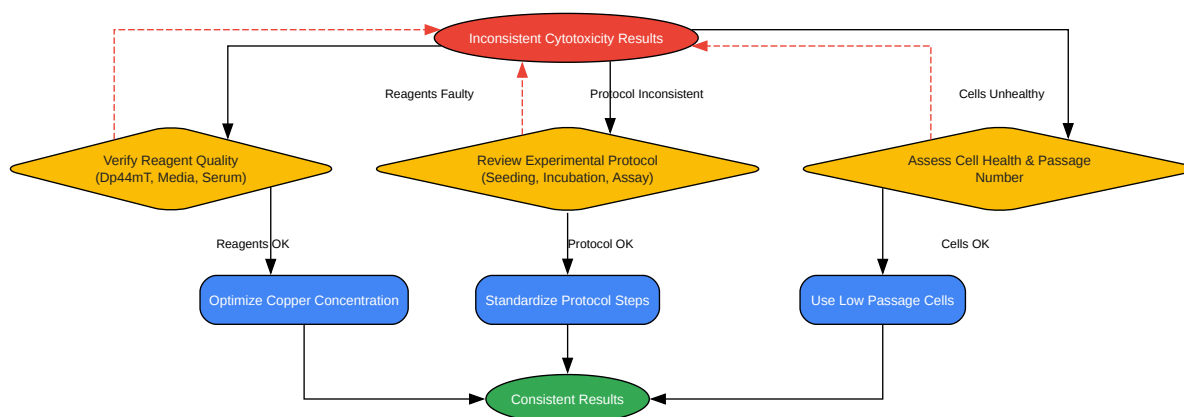 Inconsistent Cytotoxicity Results
Reagents Faulty
Protocol Inconsistent
Cells Unhealthy
Verify Reagent Quality
(Dp44mT, Media, Serum)
Review Experimental Protocol
(Seeding, Incubation, Assay)
Assess Cell Health & Passage
Number
Reagents OK
Protocol OK
Cells OK
Optimize Copper Concentration
Standardize Protocol Steps
Use Low Passage Cells
Consistent Results